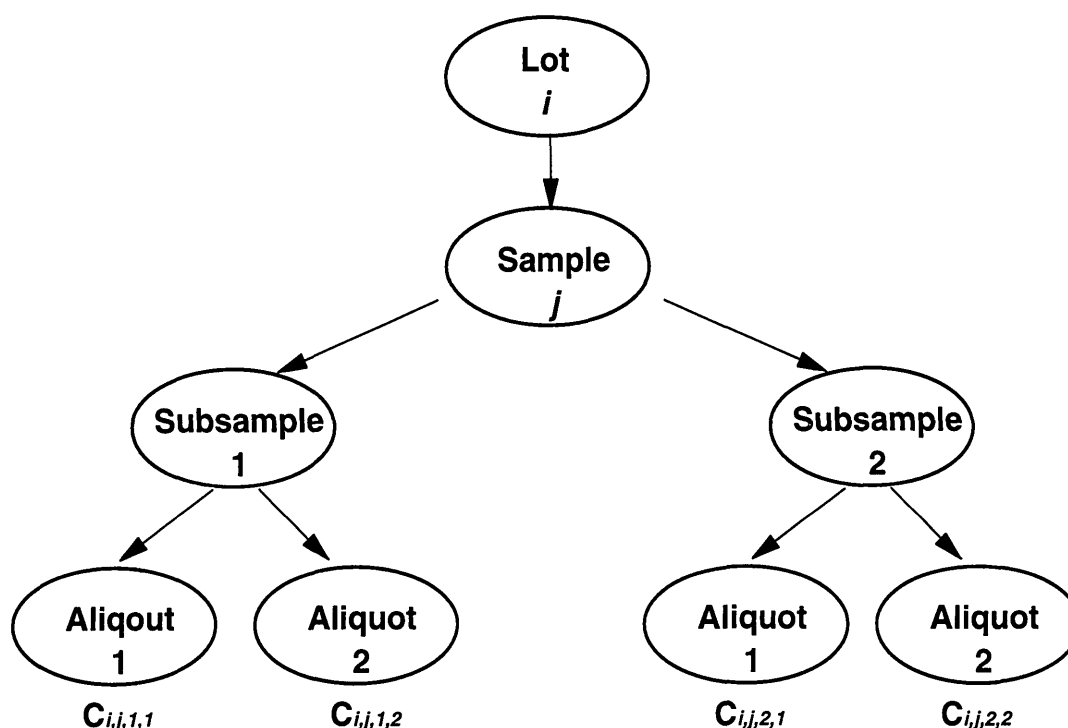 Lot
i
Sample
j
Subsample
1
Subsample
2
Aliqout
1
Aliquot
2
Aliquot
1
Aliquot
2
Ci,j,1,1
Ci,j,1,2
Ci,j,2,1
Ci,j,2,2